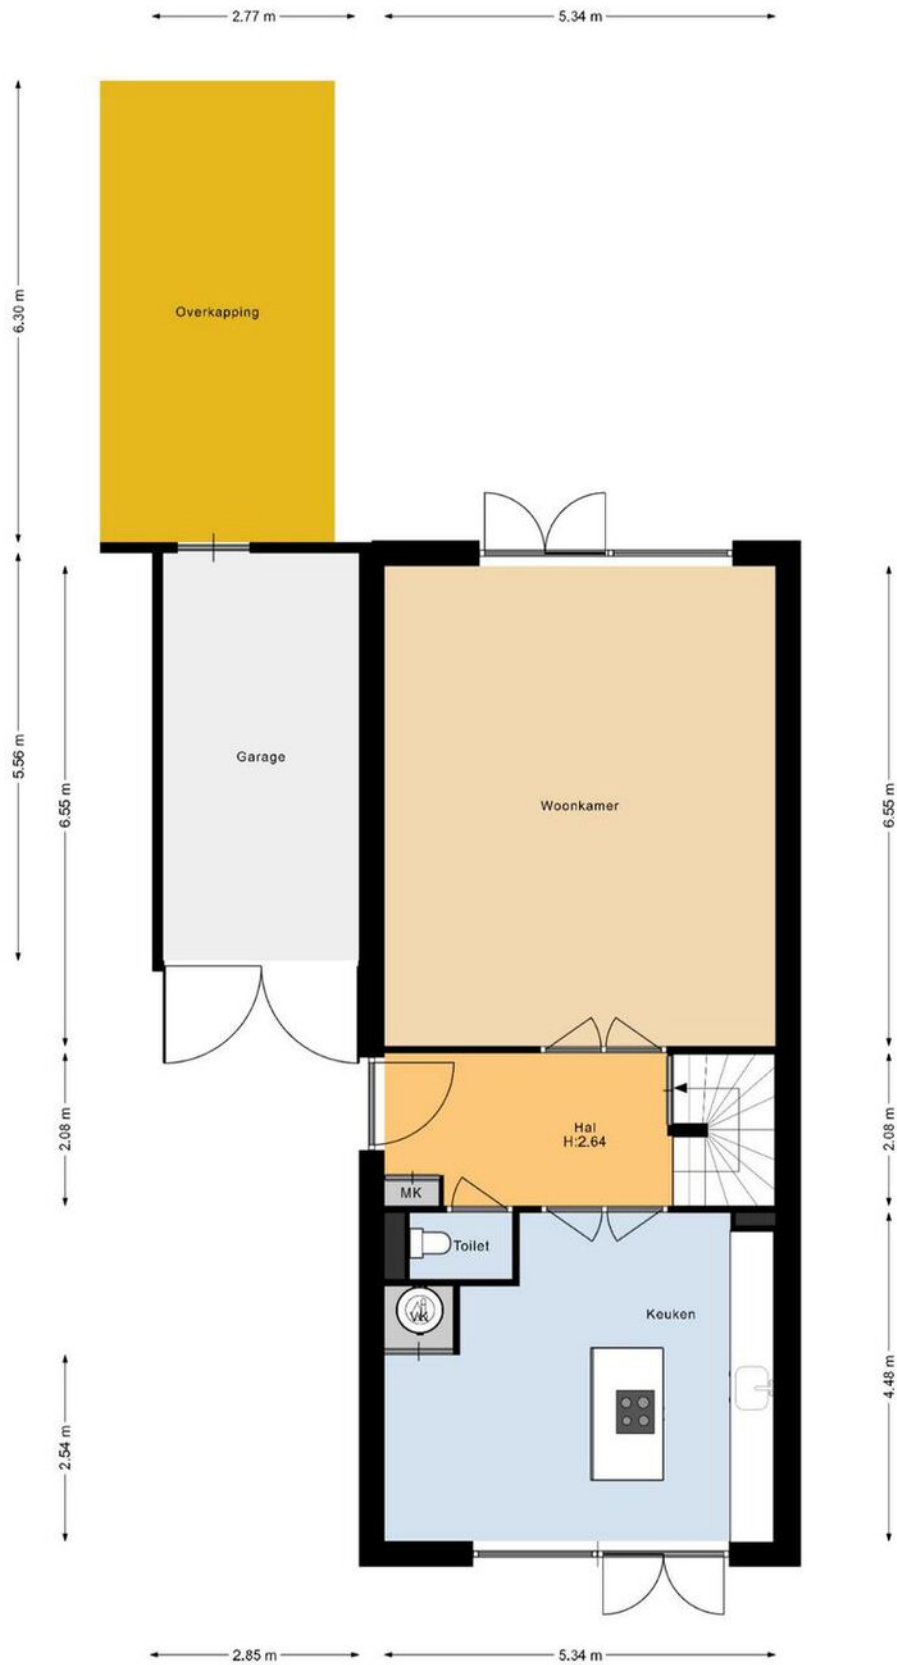 2.77 m
5.34 m
6.30 m
Overkapping
5.56 m
6.55 m
Garage
Woonkamer
6.55 m
2.08 m
Hal
H:2.64
2.08 m
MK
Toilet
Keuken
4.48 m
2.54 m
2.85 m
5.34 m